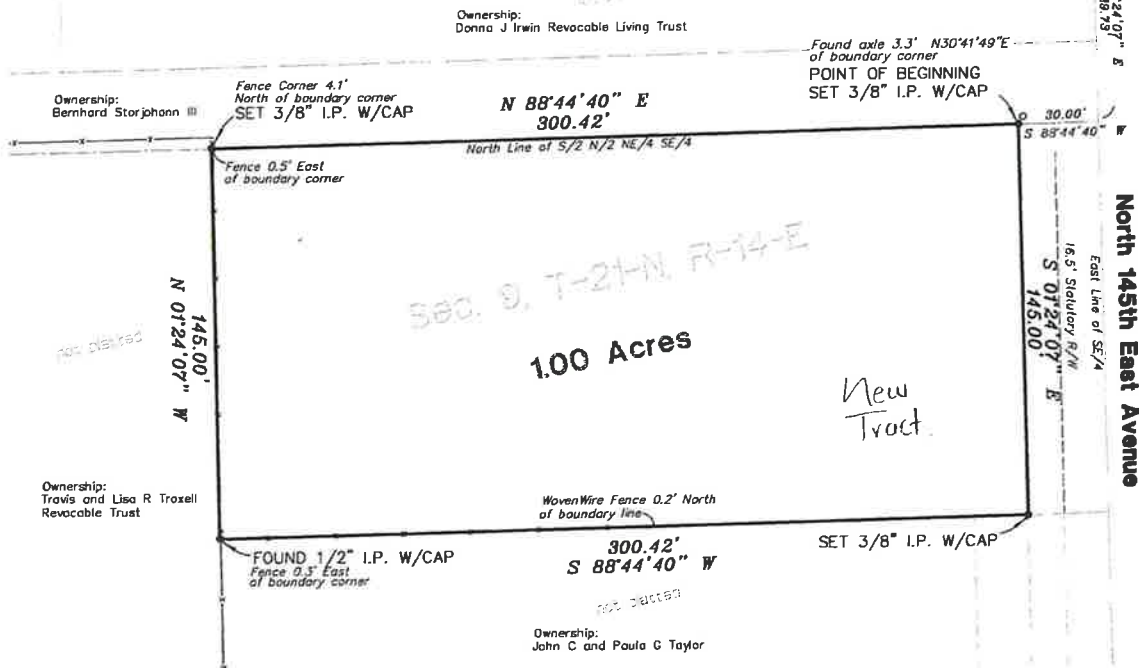 Ownership:
Donna J Irwin Revocable Living Trust
24'07" E
Found axle 3.3' N30°41'49"E
of boundary corner
POINT OF BEGINNING
SET 3/8" I.P. W/CAP
Ownership:
Bernhard Storjohann III
Fence Corner 4.1'
North of boundary corner
SET 3/8" I.P. W/CAP
N 88°44'40" E
300.42'
North Line of S/2 N/2 NE/4 SE/4
30.00'
S 88°44'40" W
Fence 0.5' East
of boundary corner
Sec. 9, T-21-N, R-14-E
1.00 Acres
New
Tract.
not platted
145.00'
N 01°24'07" W
145.00'
S 01°24'07" E
16.5' Statutory R/W
East Line of SE/4
North 145th East Avenue
Ownership:
Travis and Lisa R Troxell
Revocable Trust
WovenWire Fence 0.2' North
of boundary line
300.42'
S 88°44'40" W
SET 3/8" I.P. W/CAP
FOUND 1/2" I.P. W/CAP
Fence 0.3' East
of boundary corner
not platted
Ownership:
John C and Paula G Taylor